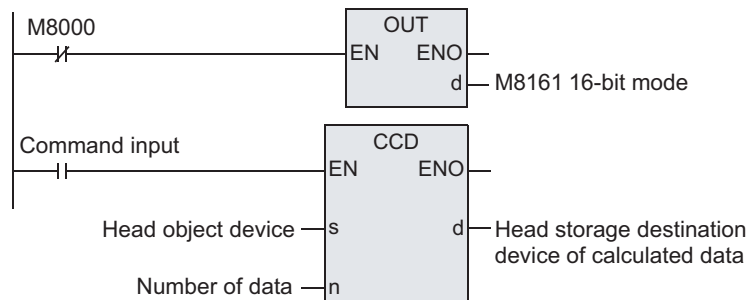 M8000
OUT
EN ENO
d M8161 16-bit mode
Command input
CCD
EN ENO
Head object device s d Head storage destination
device of calculated data
Number of data n